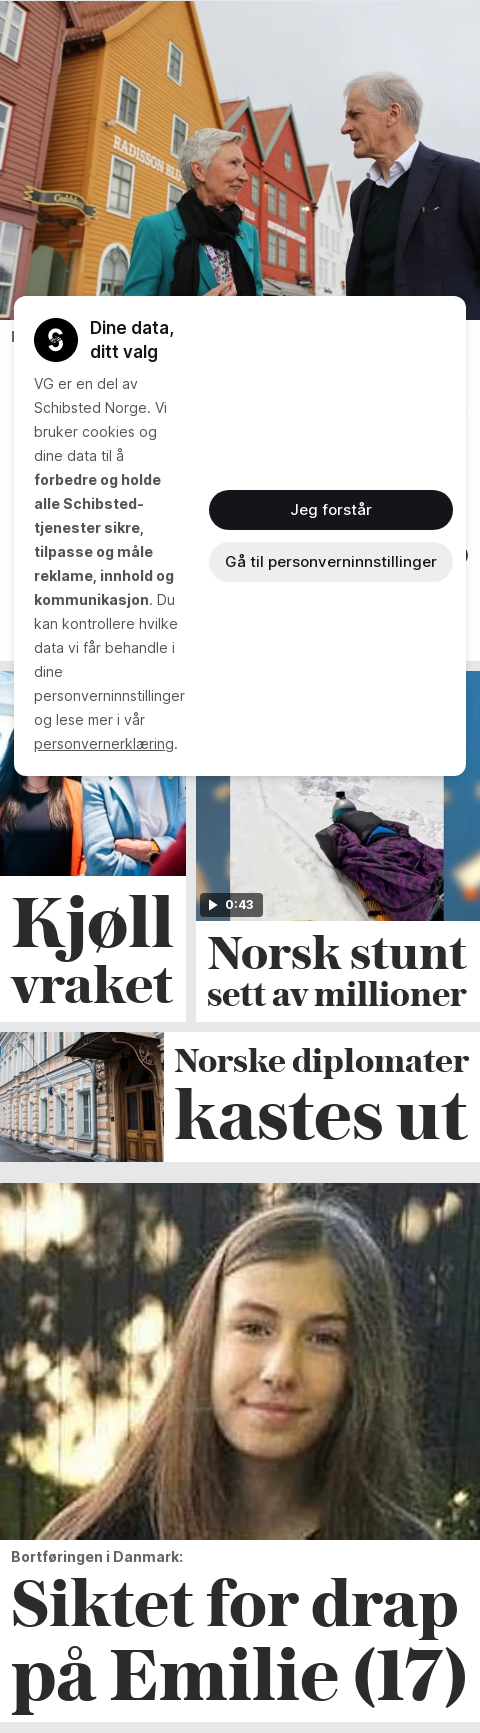 RADISSON BLU
Dine data,
ditt valg
VG er en del av
Schibsted Norge. Vi
bruker cookies og
dine data til å
forbedre og holde
alle Schibsted-
tjenester sikre,
tilpasse og måle
reklame, innhold og
kommunikasjon. Du
kan kontrollere hvilke
data vi får behandle i
dine
personverninnstillinger
og lese mer i vår
personvernerklæring.
Jeg forstår
Gå til personverninnstillinger
0:43
Kjøll
vraket
Norsk stunt
sett av millioner
Norske diplomater
kastes ut
Bortføringen i Danmark:
Siktet for drap
på Emilie (17)